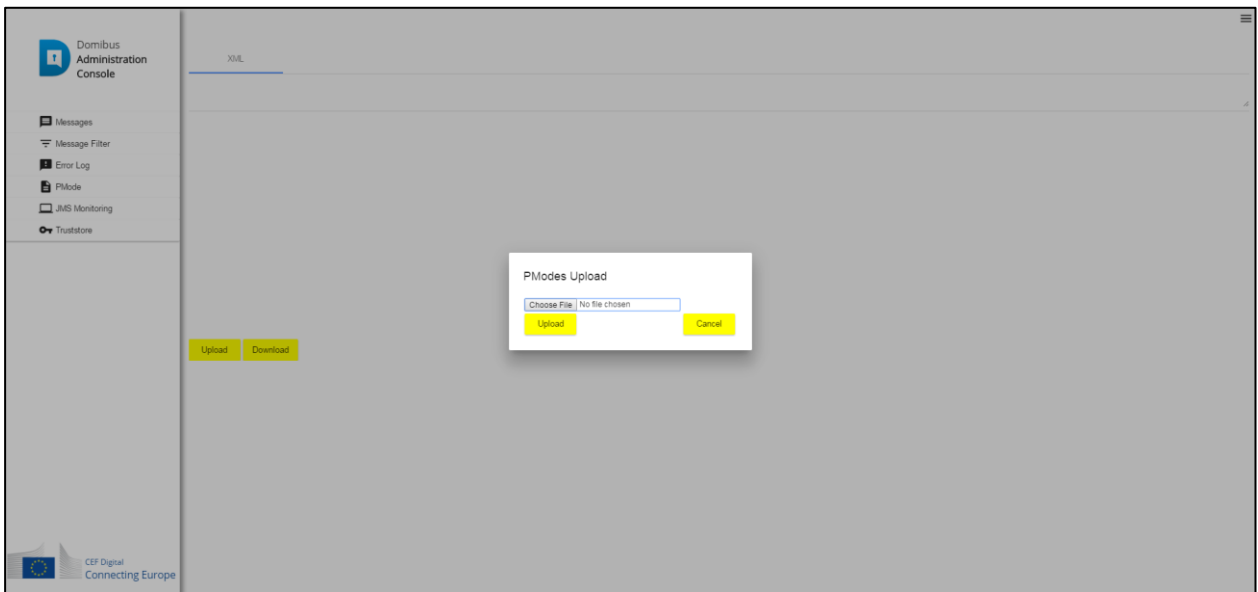 Domibus
Administration
Console
XML
Messages
Message Filter
Error Log
PMode
JMS Monitoring
Truststore
PModes Upload
Choose File No file chosen
Upload Cancel
Upload Download
CEF Digital
Connecting Europe